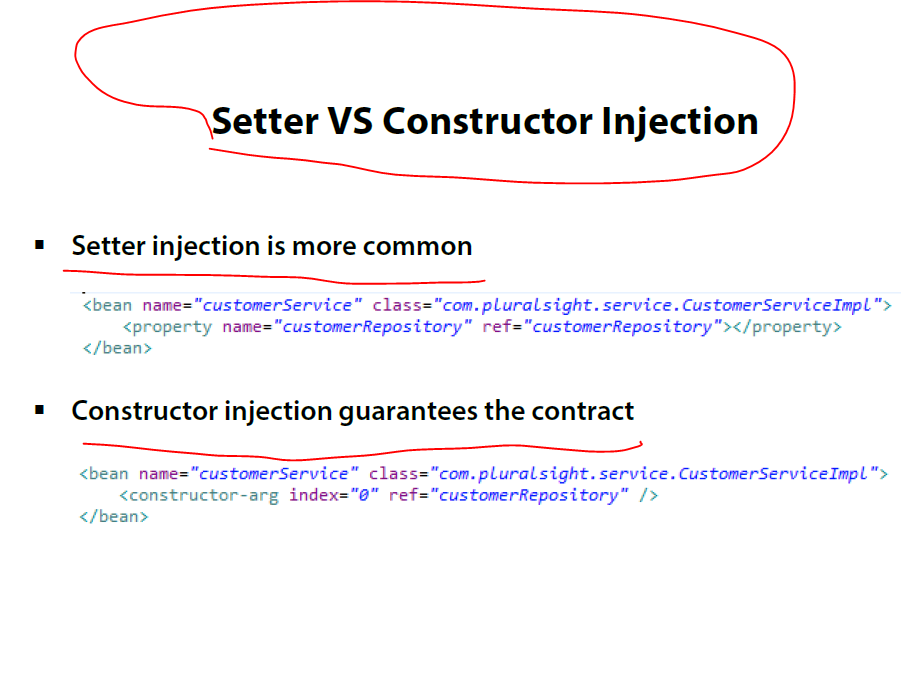 Setter VS Constructor Injection
▪ Setter injection is more common
<bean name="customerService" class="com.pluralsight.service.CustomerServiceImpl">
<property name="customerRepository" ref="customerRepository"></property>
</bean>
▪ Constructor injection guarantees the contract
<bean name="customerService" class="com.pluralsight.service.CustomerServiceImpl">
<constructor-arg index="0" ref="customerRepository" />
</bean>